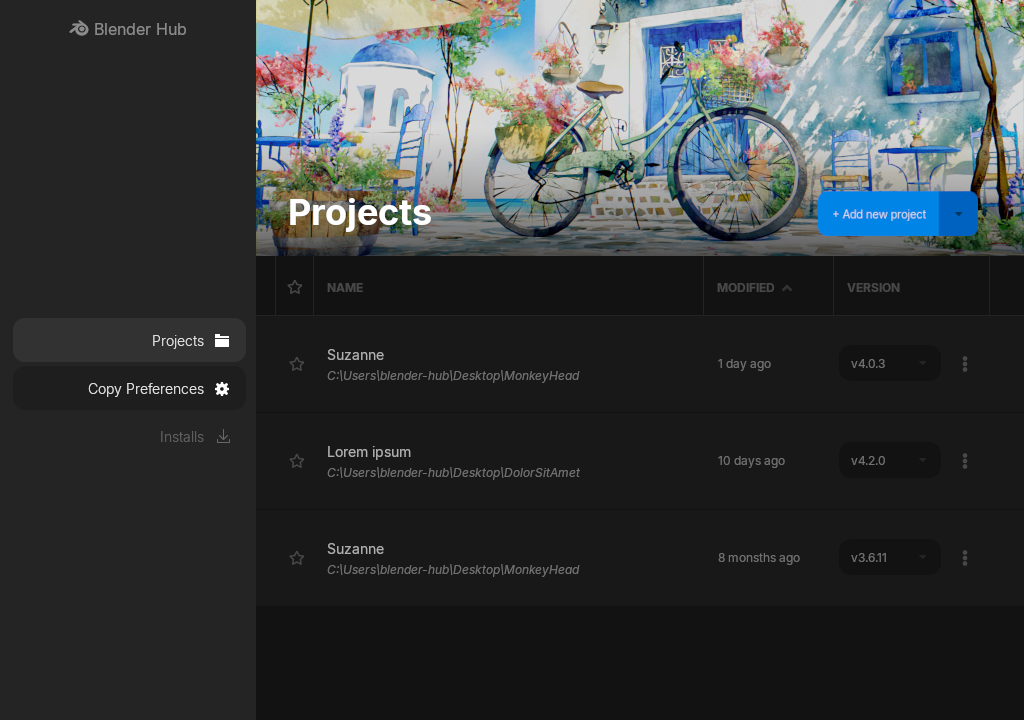 Blender Hub
Projects
+ Add new project
NAME
MODIFIED
VERSION
Projects
Copy Preferences
Installs
Suzanne
C:\Users\blender-hub\Desktop\MonkeyHead
1 day ago
v4.0.3
Lorem ipsum
C:\Users\blender-hub\Desktop\DolorSitAmet
10 days ago
v4.2.0
Suzanne
C:\Users\blender-hub\Desktop\MonkeyHead
8 monsths ago
v3.6.11